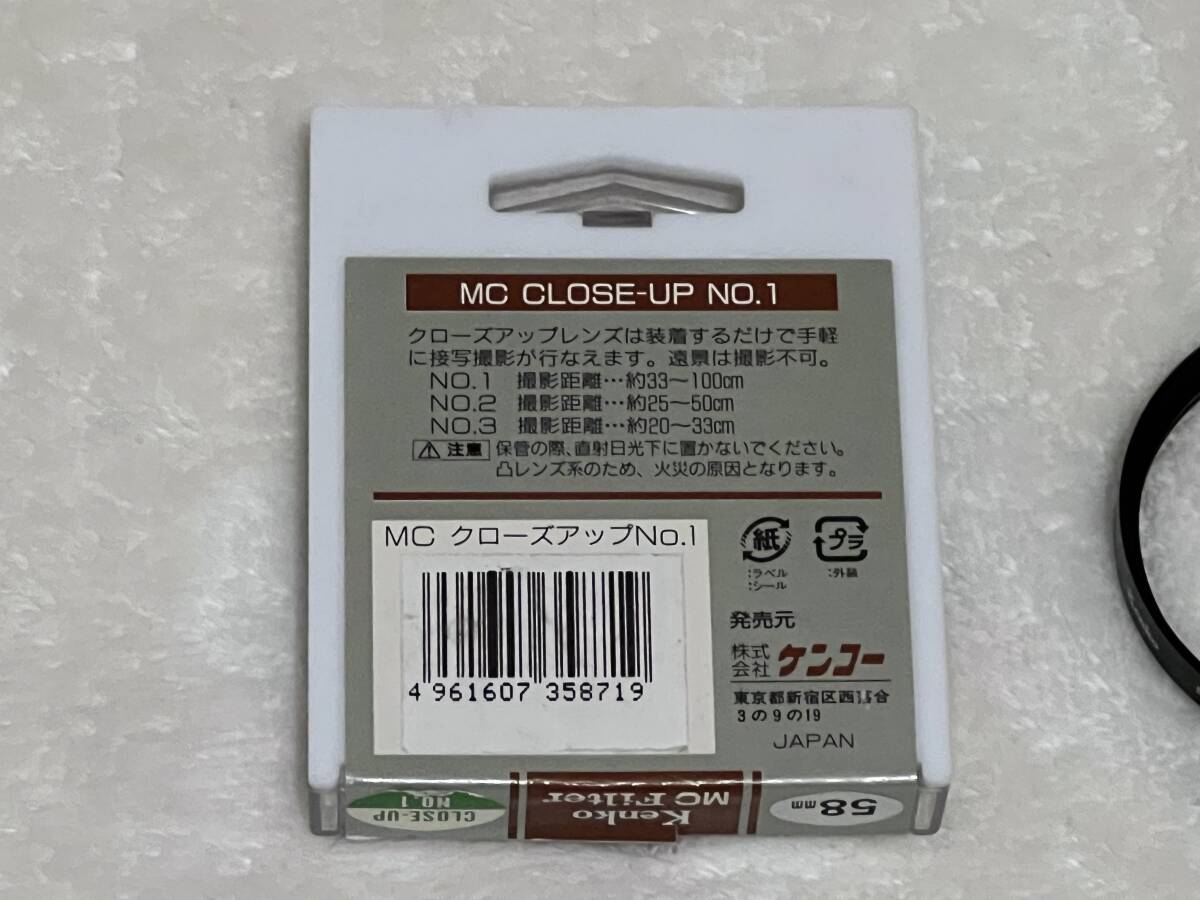 MC CLOSE-UP NO.1
クローズアップレンズは装着するだけで手軽
に接写撮影が行なえます。遠景は撮影不可。
NO.1 撮影距離…約33〜100㎝
NO.2 撮影距離…約25〜50㎝
NO.3 撮影距離…約20〜33㎝
注意 保管の際、直射日光下に置かないでください。
凸レンズ系のため、火災の原因となります。
MC クローズアップNo.1
4 961607 358719
紙 プラ
:ラベル :外装
:シール
発売元
株式会社 ケンコー
東京都新宿区西落合
3の9の19
JAPAN
CLOSE-UP NO.1
Kenko
MC Filter
58mm